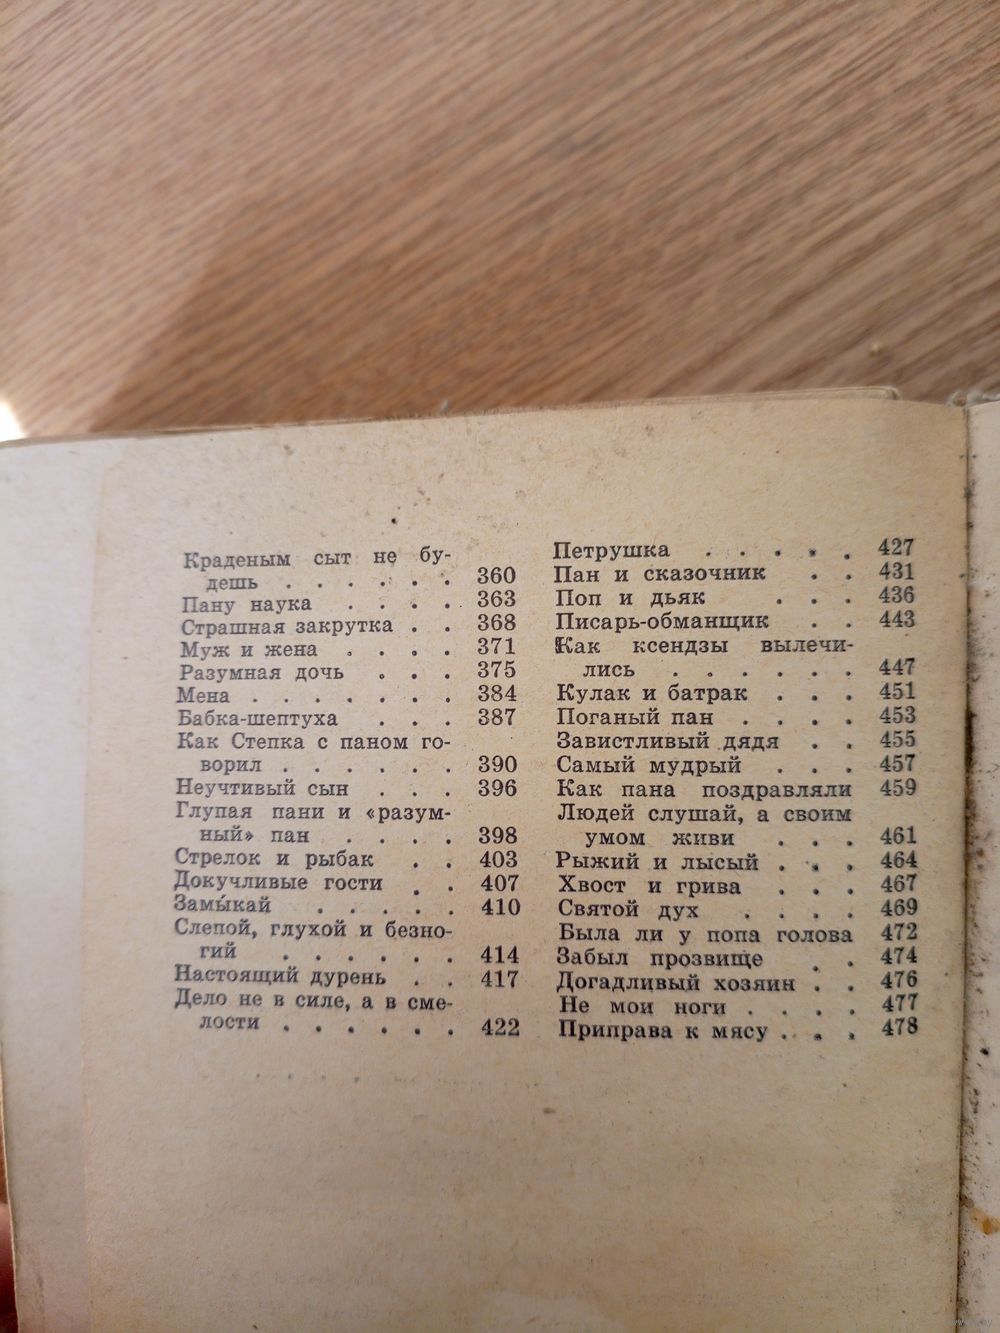 Краденым сыт не бу-
дешь . . . . . . 360
Пану наука . . . . 363
Страшная закрутка . . 368
Муж и жена . . . . 371
Разумная дочь . . . 375
Мена . . . . . . . 384
Бабка-шептуха . . . 387
Как Степка с паном го-
ворил . . . . . . 390
Неучтивый сын . . . 396
Глупая пани и «разум-
ный» пан . . . . 398
Стрелок и рыбак . . 403
Докучливые гости . . 407
Замыкай . . . . . 410
Слепой, глухой и безно-
гий . . . . . . 414
Настоящий дурень . . 417
Дело не в силе, а в сме-
лости . . . . . . 422
Петрушка . . . . . 427
Пан и сказочник . . 431
Поп и дьяк . . . 436
Писарь-обманщик . . 443
Как ксендзы вылечи-
лись . . . . . . 447
Кулак и батрак . . . 451
Поганый пан . . . . 453
Завистливый дядя . . 455
Самый мудрый . . . 457
Как пана поздравляли 459
Людей слушай, а своим
умом живи . . . 461
Рыжий и лысый . . . 464
Хвост и грива . . . 467
Святой дух . . . . 469
Была ли у попа голова 472
Забыл прозвище . . 474
Догадливый хозяин . . 476
Не мои ноги . . . . 477
Приправа к мясу . . . 478